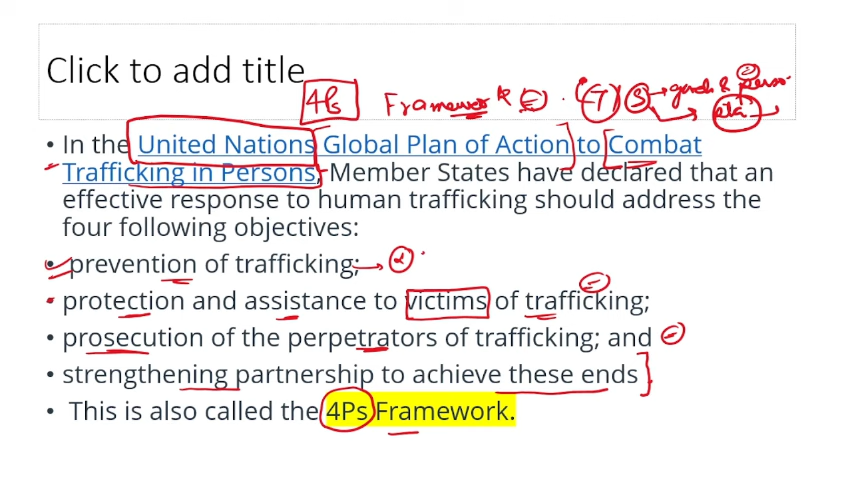 Click to add title
4Ps Framework
• In the United Nations Global Plan of Action to Combat
Trafficking in Persons, Member States have declared that an
effective response to human trafficking should address the
four following objectives:
• prevention of trafficking;
• protection and assistance to victims of trafficking;
• prosecution of the perpetrators of trafficking; and
• strengthening partnership to achieve these ends
• This is also called the 4Ps Framework.